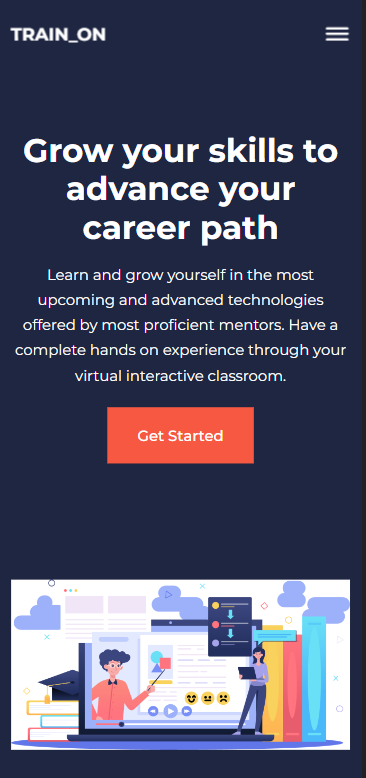 TRAIN_ON
Grow your skills to
advance your
career path
Learn and grow yourself in the most
upcoming and advanced technologies
offered by most proficient mentors. Have a
complete hands on experience through your
virtual interactive classroom.
Get Started